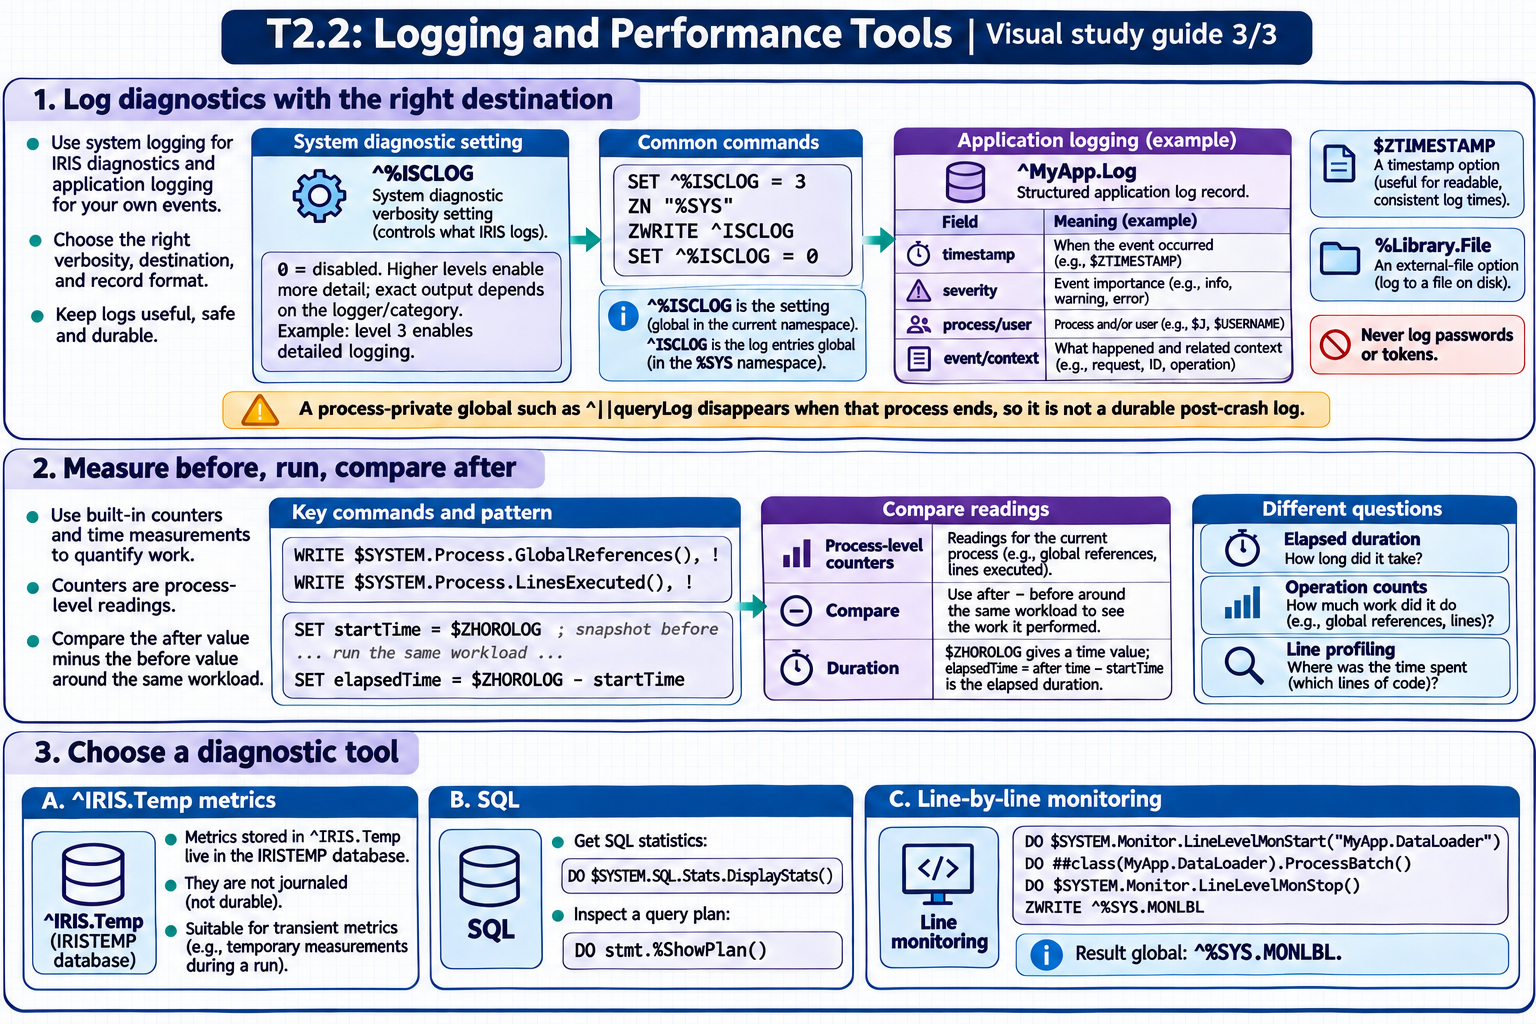 T2.2: Logging and Performance Tools | Visual study guide 3/3
1. Log diagnostics with the right destination
Use system logging for
IRIS diagnostics and
application logging
for your own events.
Choose the right
verbosity, destination,
and record format.
Keep logs useful, safe
and durable.
System diagnostic setting
^%ISCLOG
System diagnostic
verbosity setting
(controls what IRIS logs).
0 = disabled. Higher levels enable
more detail; exact output depends
on the logger/category.
Example: level 3 enables
detailed logging.
Common commands
SET ^%ISCLOG = 3
ZN "%SYS"
ZWRITE ^ISCLOG
SET ^%ISCLOG = 0
^%ISCLOG is the setting
(global in the current namespace).
^ISCLOG is the log entries global
(in the %SYS namespace).
Application logging (example)
^MyApp.Log
Structured application log record.
Field Meaning (example)
timestamp
When the event occurred
(e.g., $ZTIMESTAMP)
severity
Event importance (e.g., info,
warning, error)
process/user
Process and/or user (e.g., $J, $USERNAME)
event/context
What happened and related context
(e.g., request, ID, operation)
$ZTIMESTAMP
A timestamp option
(useful for readable,
consistent log times).
%Library.File
An external-file option
(log to a file on disk).
Never log passwords
or tokens.
A process-private global such as ^||queryLog disappears when that process ends, so it is not a durable post-crash log.
2. Measure before, run, compare after
Use built-in counters
and time measurements
to quantify work.
Counters are process-
level readings.
Compare the after value
minus the before value
around the same workload.
Key commands and pattern
WRITE $SYSTEM.Process.GlobalReferences(), !
WRITE $SYSTEM.Process.LinesExecuted(), !
SET startTime = $ZHOROLOG ; snapshot before
... run the same workload ...
SET elapsedTime = $ZHOROLOG - startTime
Compare readings
Process-level
counters
Readings for the current
process (e.g., global references,
lines executed).
Compare
Use after – before around
the same workload to see
the work it performed.
Duration
$ZHOROLOG gives a time value;
elapsedTime = after time – startTime
is the elapsed duration.
Different questions
Elapsed duration
How long did it take?
Operation counts
How much work did it do
(e.g., global references, lines)?
Line profiling
Where was the time spent
(which lines of code)?
3. Choose a diagnostic tool
A. ^IRIS.Temp metrics
^IRIS.Temp
(IRISTEMP
database)
Metrics stored in ^IRIS.Temp
live in the IRISTEMP database.
They are not journaled
(not durable).
Suitable for transient metrics
(e.g., temporary measurements
during a run).
B. SQL
SQL
Get SQL statistics:
DO $SYSTEM.SQL.Stats.DisplayStats()
Inspect a query plan:
DO stmt.%ShowPlan()
C. Line-by-line monitoring
</>
Line
monitoring
DO $SYSTEM.Monitor.LineLevelMonStart("MyApp.DataLoader")
DO ##class(MyApp.DataLoader).ProcessBatch()
DO $SYSTEM.Monitor.LineLevelMonStop()
ZWRITE ^%SYS.MONLBL
Result global: ^%SYS.MONLBL.